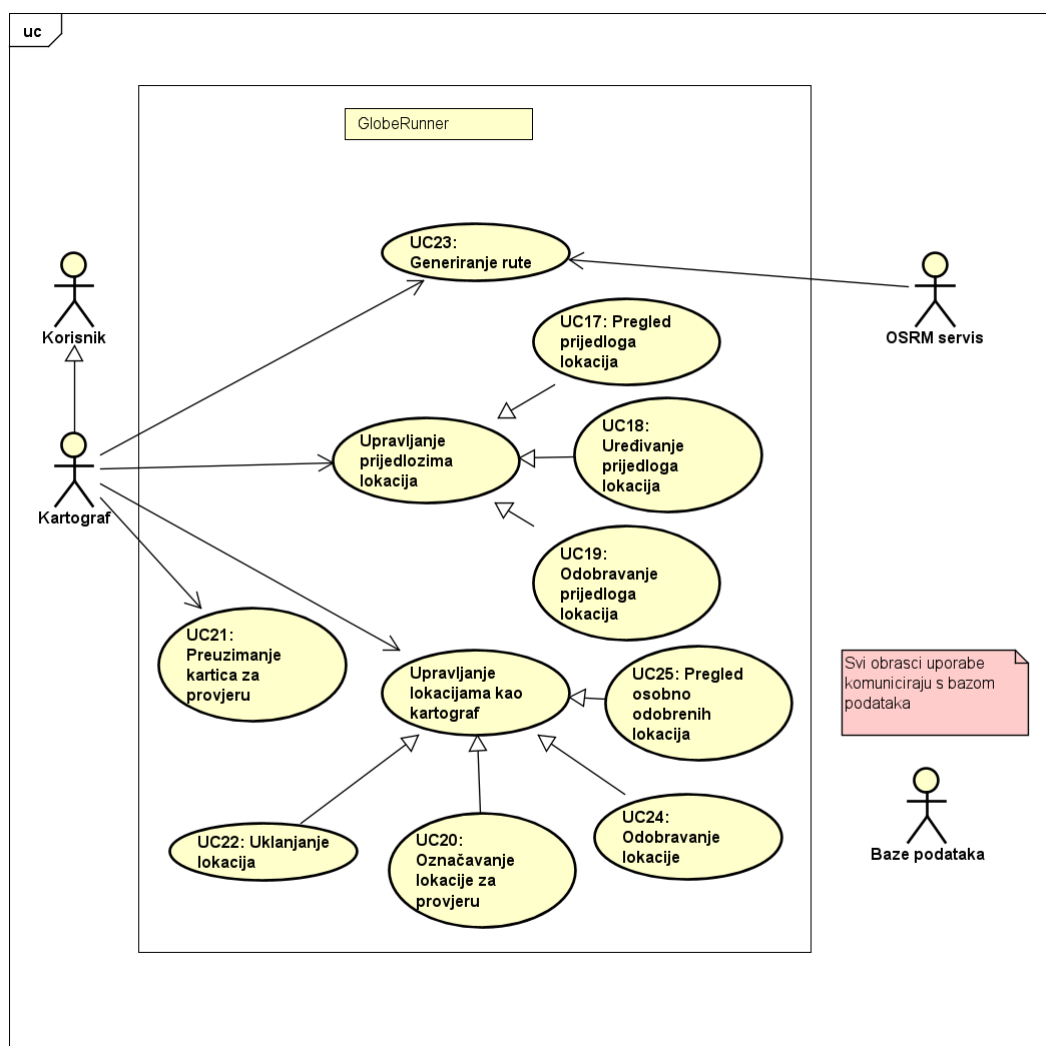 uc
GlobeRunner
UC23:
Generiranje rute
Korisnik
OSRM servis
UC17: Pregled
prijedloga
lokacija
Upravljanje
prijedlozima
lokacija
UC18:
Uređivanje
prijedloga
lokacija
Kartograf
UC19:
Odobravanje
prijedloga
lokacija
UC21:
Preuzimanje
kartica za
provjeru
Upravljanje
lokacijama kao
kartograf
UC25: Pregled
osobno
odobrenih
lokacija
Svi obrasci uporabe
komuniciraju s bazom
podataka
UC22: Uklanjanje
lokacija
UC20:
Označavanje
lokacije za
provjeru
UC24:
Odobravanje
lokacije
Baze podataka